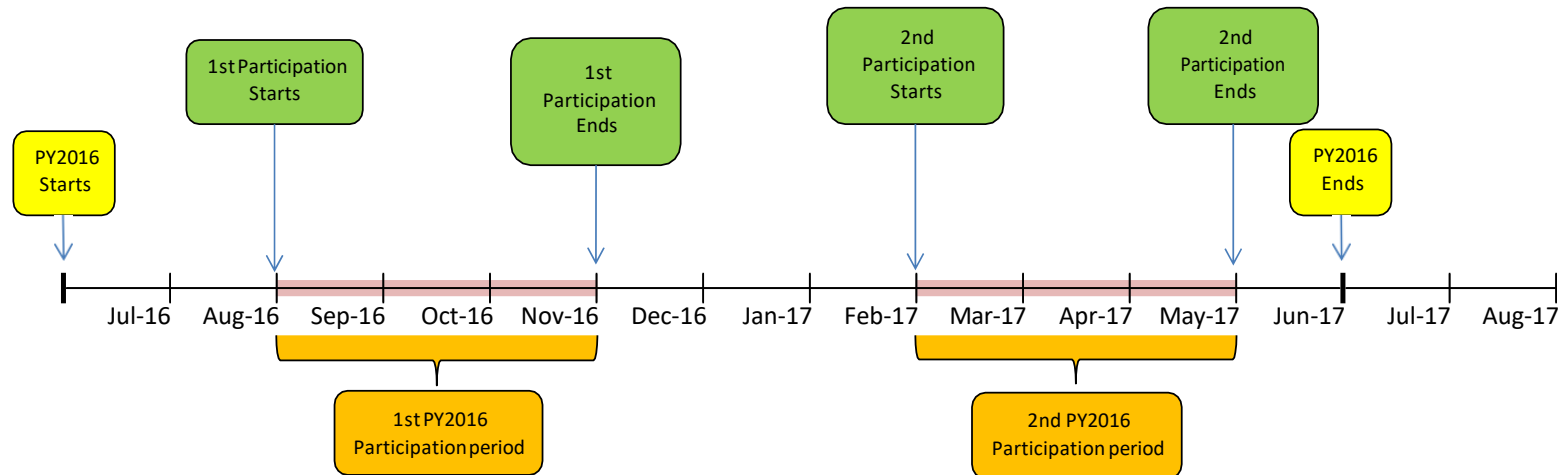 1st Participation
Starts
1st
Participation
Ends
2nd
Participation
Starts
2nd
Participation
Ends
PY2016
Starts
PY2016
Ends
Jul-16 Aug-16 Sep-16 Oct-16 Nov-16 Dec-16 Jan-17 Feb-17 Mar-17 Apr-17 May-17 Jun-17 Jul-17 Aug-17
1st PY2016
Participation period
2nd PY2016
Participation period